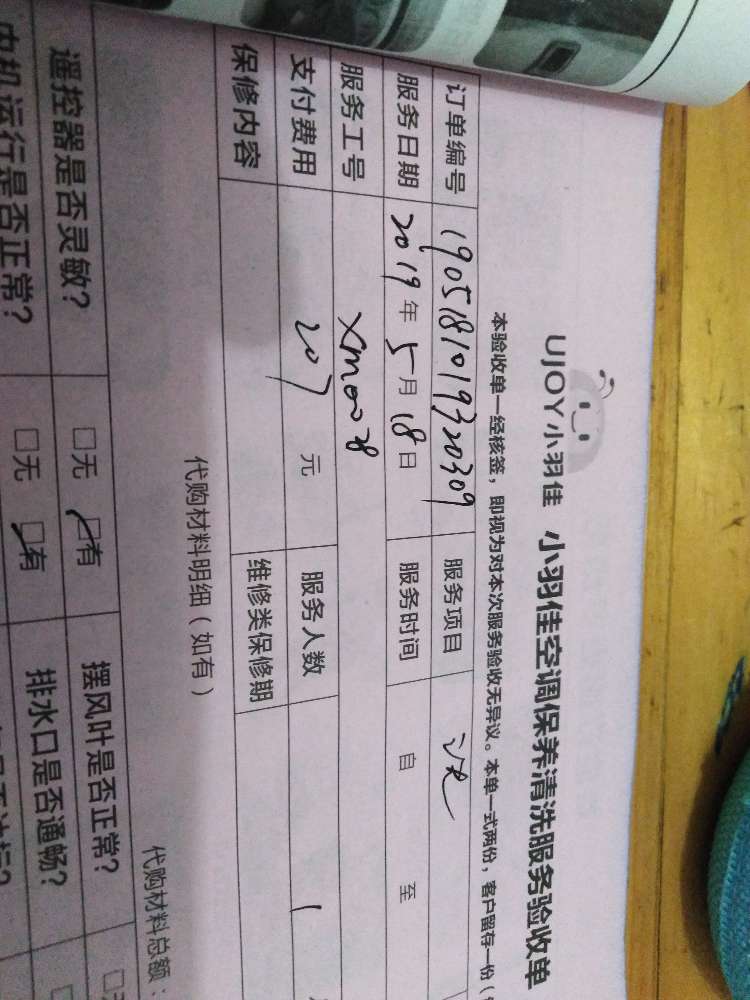 UJOY小羽佳 小羽佳空调保养清洗服务验收单
本验收单一经核签，即视为对本次服务验收无异议。本单一式两份，客户留存一份（
订单编号 1905181019320309 服务项目
服务日期 2019年5月18日 服务时间 自 至
服务工号 xm0078
支付费用 207元 服务人数 1
保修内容 维修类保修期
代购材料明细（如有）
代购材料总额：
遥控器是否灵敏？ □无 □有 摆风叶是否正常？
内机运行是否正常？ □无 □有 排水口是否通畅？